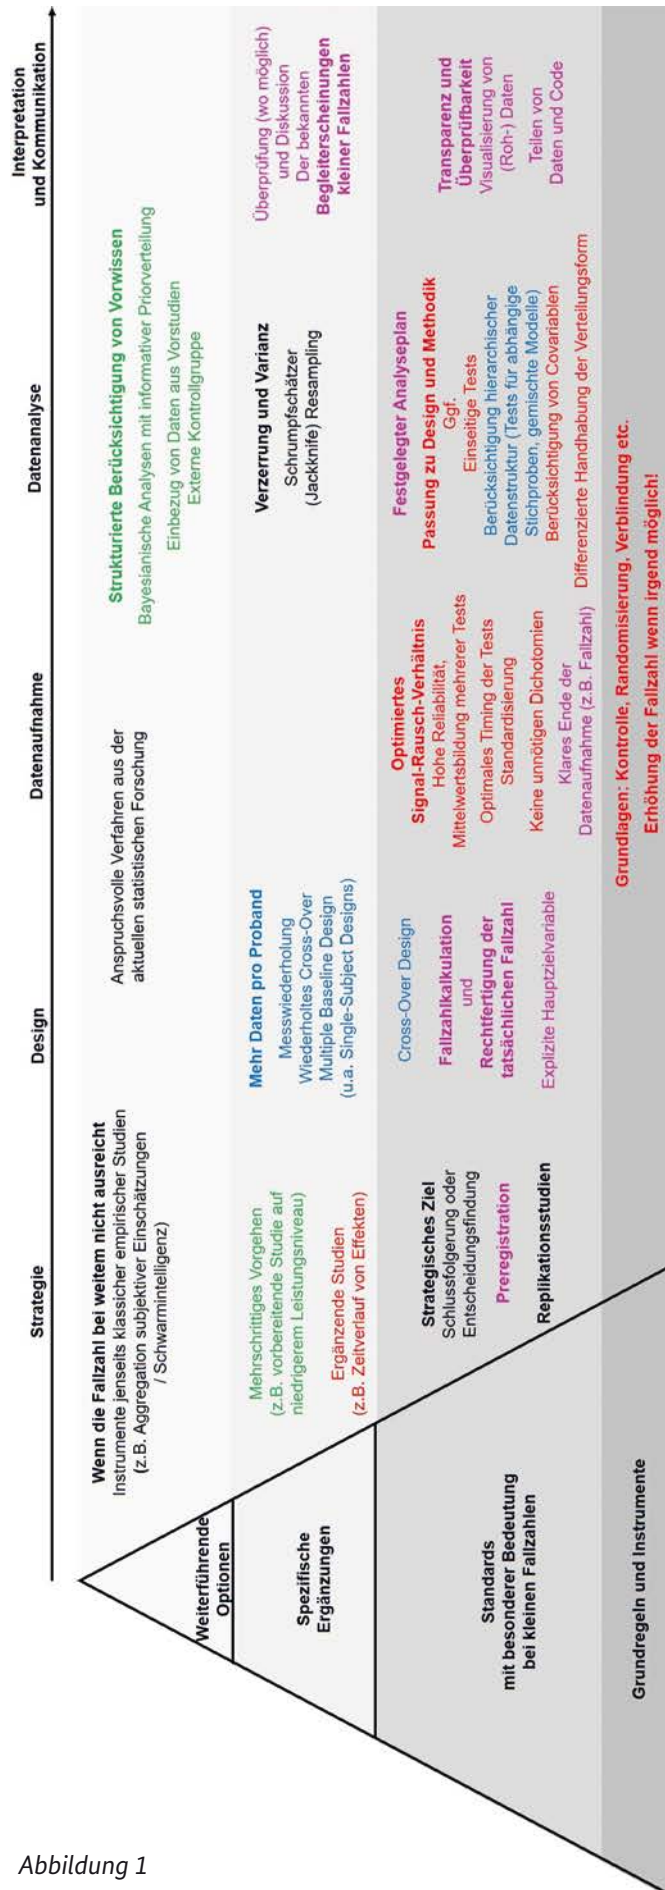 Strategie
Design
Datenaufnahme
Datenanalyse
Interpretation
und Kommunikation
Weiterführende
Optionen
Wenn die Fallzahl bei weitem nicht ausreicht
Instrumente jenseits klassischer empirischer Studien
(z.B. Aggregation subjektiver Einschätzungen
/ Schwarmintelligenz)
Anspruchsvolle Verfahren aus der
aktuellen statistischen Forschung
Strukturierte Berücksichtigung von Vorwissen
Bayesianische Analysen mit informativer Priorverteilung
Einbezug von Daten aus Vorstudien
Externe Kontrollgruppe
Spezifische
Ergänzungen
Mehrschrittiges Vorgehen
(z.B. vorbereitende Studie auf
niedrigerem Leistungsniveau)
Ergänzende Studien
(z.B. Zeitverlauf von Effekten)
Mehr Daten pro Proband
Messwiederholung
Wiederholtes Cross-Over
Multiple Baseline Design
(u.a. Single-Subject Designs)
Verzerrung und Varianz
Schrumpfschätzer
(Jackknife) Resampling
Überprüfung (wo möglich)
und Diskussion
Der bekannten
Begleiterscheinungen
kleiner Fallzahlen
Standards
mit besonderer Bedeutung
bei kleinen Fallzahlen
Strategisches Ziel
Schlussfolgerung oder
Entscheidungsfindung
Preregistration
Replikationsstudien
Cross-Over Design
Fallzahlkalkulation
und
Rechtfertigung der
tatsächlichen Fallzahl
Explizite Hauptzielvariable
Optimiertes
Signal-Rausch-Verhältnis
Hohe Reliabilität,
Mittelwertsbildung mehrerer Tests
Optimales Timing der Tests
Standardisierung
Keine unnötigen Dichotomien
Klares Ende der
Datenaufnahme (z.B. Fallzahl)
Festgelegter Analyseplan
Passung zu Design und Methodik
Ggf.
Einseitige Tests
Berücksichtigung hierarchischer
Datenstruktur (Tests für abhängige
Stichproben, gemischte Modelle)
Berücksichtigung von Covariablen
Differenzierte Handhabung der Verteilungsform
Transparenz und
Überprüfbarkeit
Visualisierung von
(Roh-) Daten
Teilen von
Daten und Code
Grundregeln und Instrumente
Grundlagen: Kontrolle, Randomisierung, Verblindung etc.
Erhöhung der Fallzahl wenn irgend möglich!
Abbildung 1